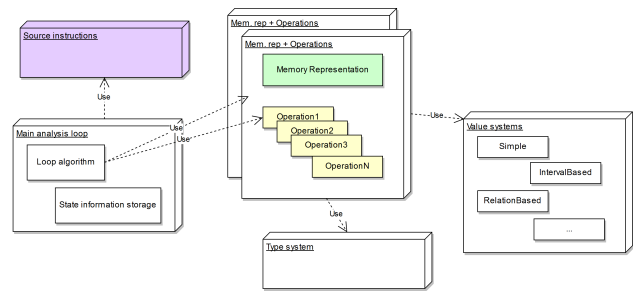 Source instructions
Mem. rep + Operations
Mem. rep + Operations
Memory Representation
Use
Use
Use
Use
Main analysis loop
Loop algorithm
State information storage
Operation1
Operation2
Operation3
OperationN
Value systems
Simple
IntervalBased
RelationBased
...
Use
Type system